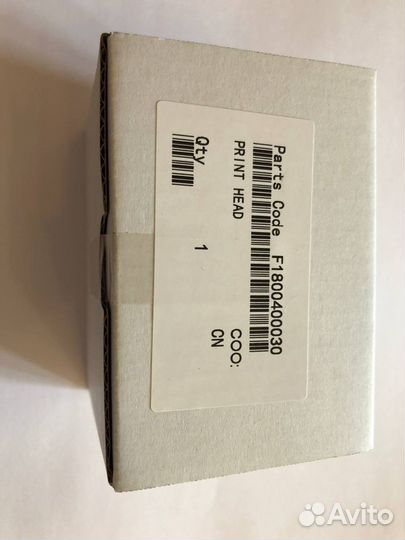 Parts Code F1800400030
PRINT HEAD
COO:
CN
Qty 1
Avito